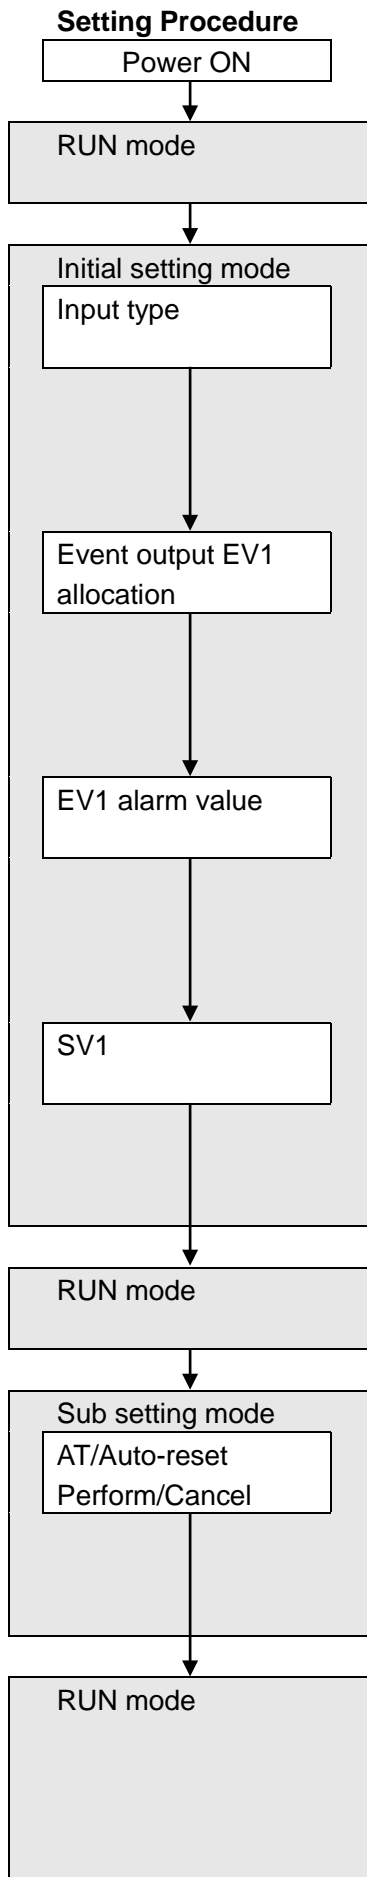 Setting Procedure
Power ON
RUN mode
Initial setting mode
Input type
Event output EV1
allocation
EV1 alarm value
SV1
RUN mode
Sub setting mode
AT/Auto-reset
Perform/Cancel
RUN mode